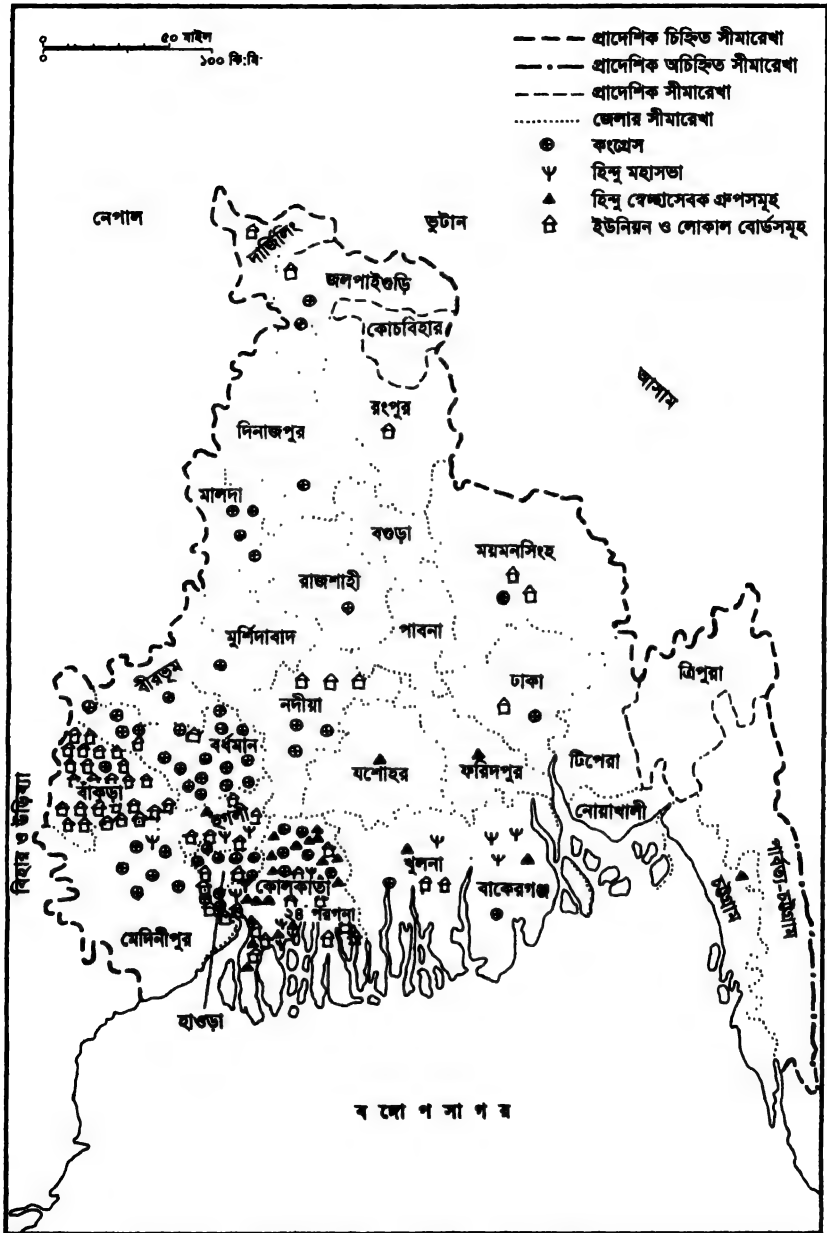 ৫০ মাইল
১০০ কি:মি·
প্রাদেশিক চিহ্নিত সীমারেখা
প্রাদেশিক অচিহ্নিত সীমারেখা
প্রাদেশিক সীমারেখা
জেলার সীমারেখা
কংগ্রেস
হিন্দু মহাসভা
হিন্দু স্বেচ্ছাসেবক গ্রুপসমূহ
ইউনিয়ন ও লোকাল বোর্ডসমূহ
নেপাল
ভুটান
দার্জিলিং
জলপাইগুড়ি
কোচবিহার
আসাম
রংপুর
দিনাজপুর
মালদা
বগুড়া
ময়মনসিংহ
রাজশাহী
মুর্শিদাবাদ
পাবনা
বীরভূম
ঢাকা
ত্রিপুরা
নদীয়া
বর্ধমান
যশোহর
ফরিদপুর
টিপেরা
বাঁকুড়া
হুগলী
নোয়াখালী
বিহার ও উড়িষ্যা
খুলনা
কোলকাতা
বাকেরগঞ্জ
২৪ পরগনা
চট্টগ্রাম
পার্বত্য-চট্টগ্রাম
মেদিনীপুর
হাওড়া
ব ঙ্গো প সা গ র